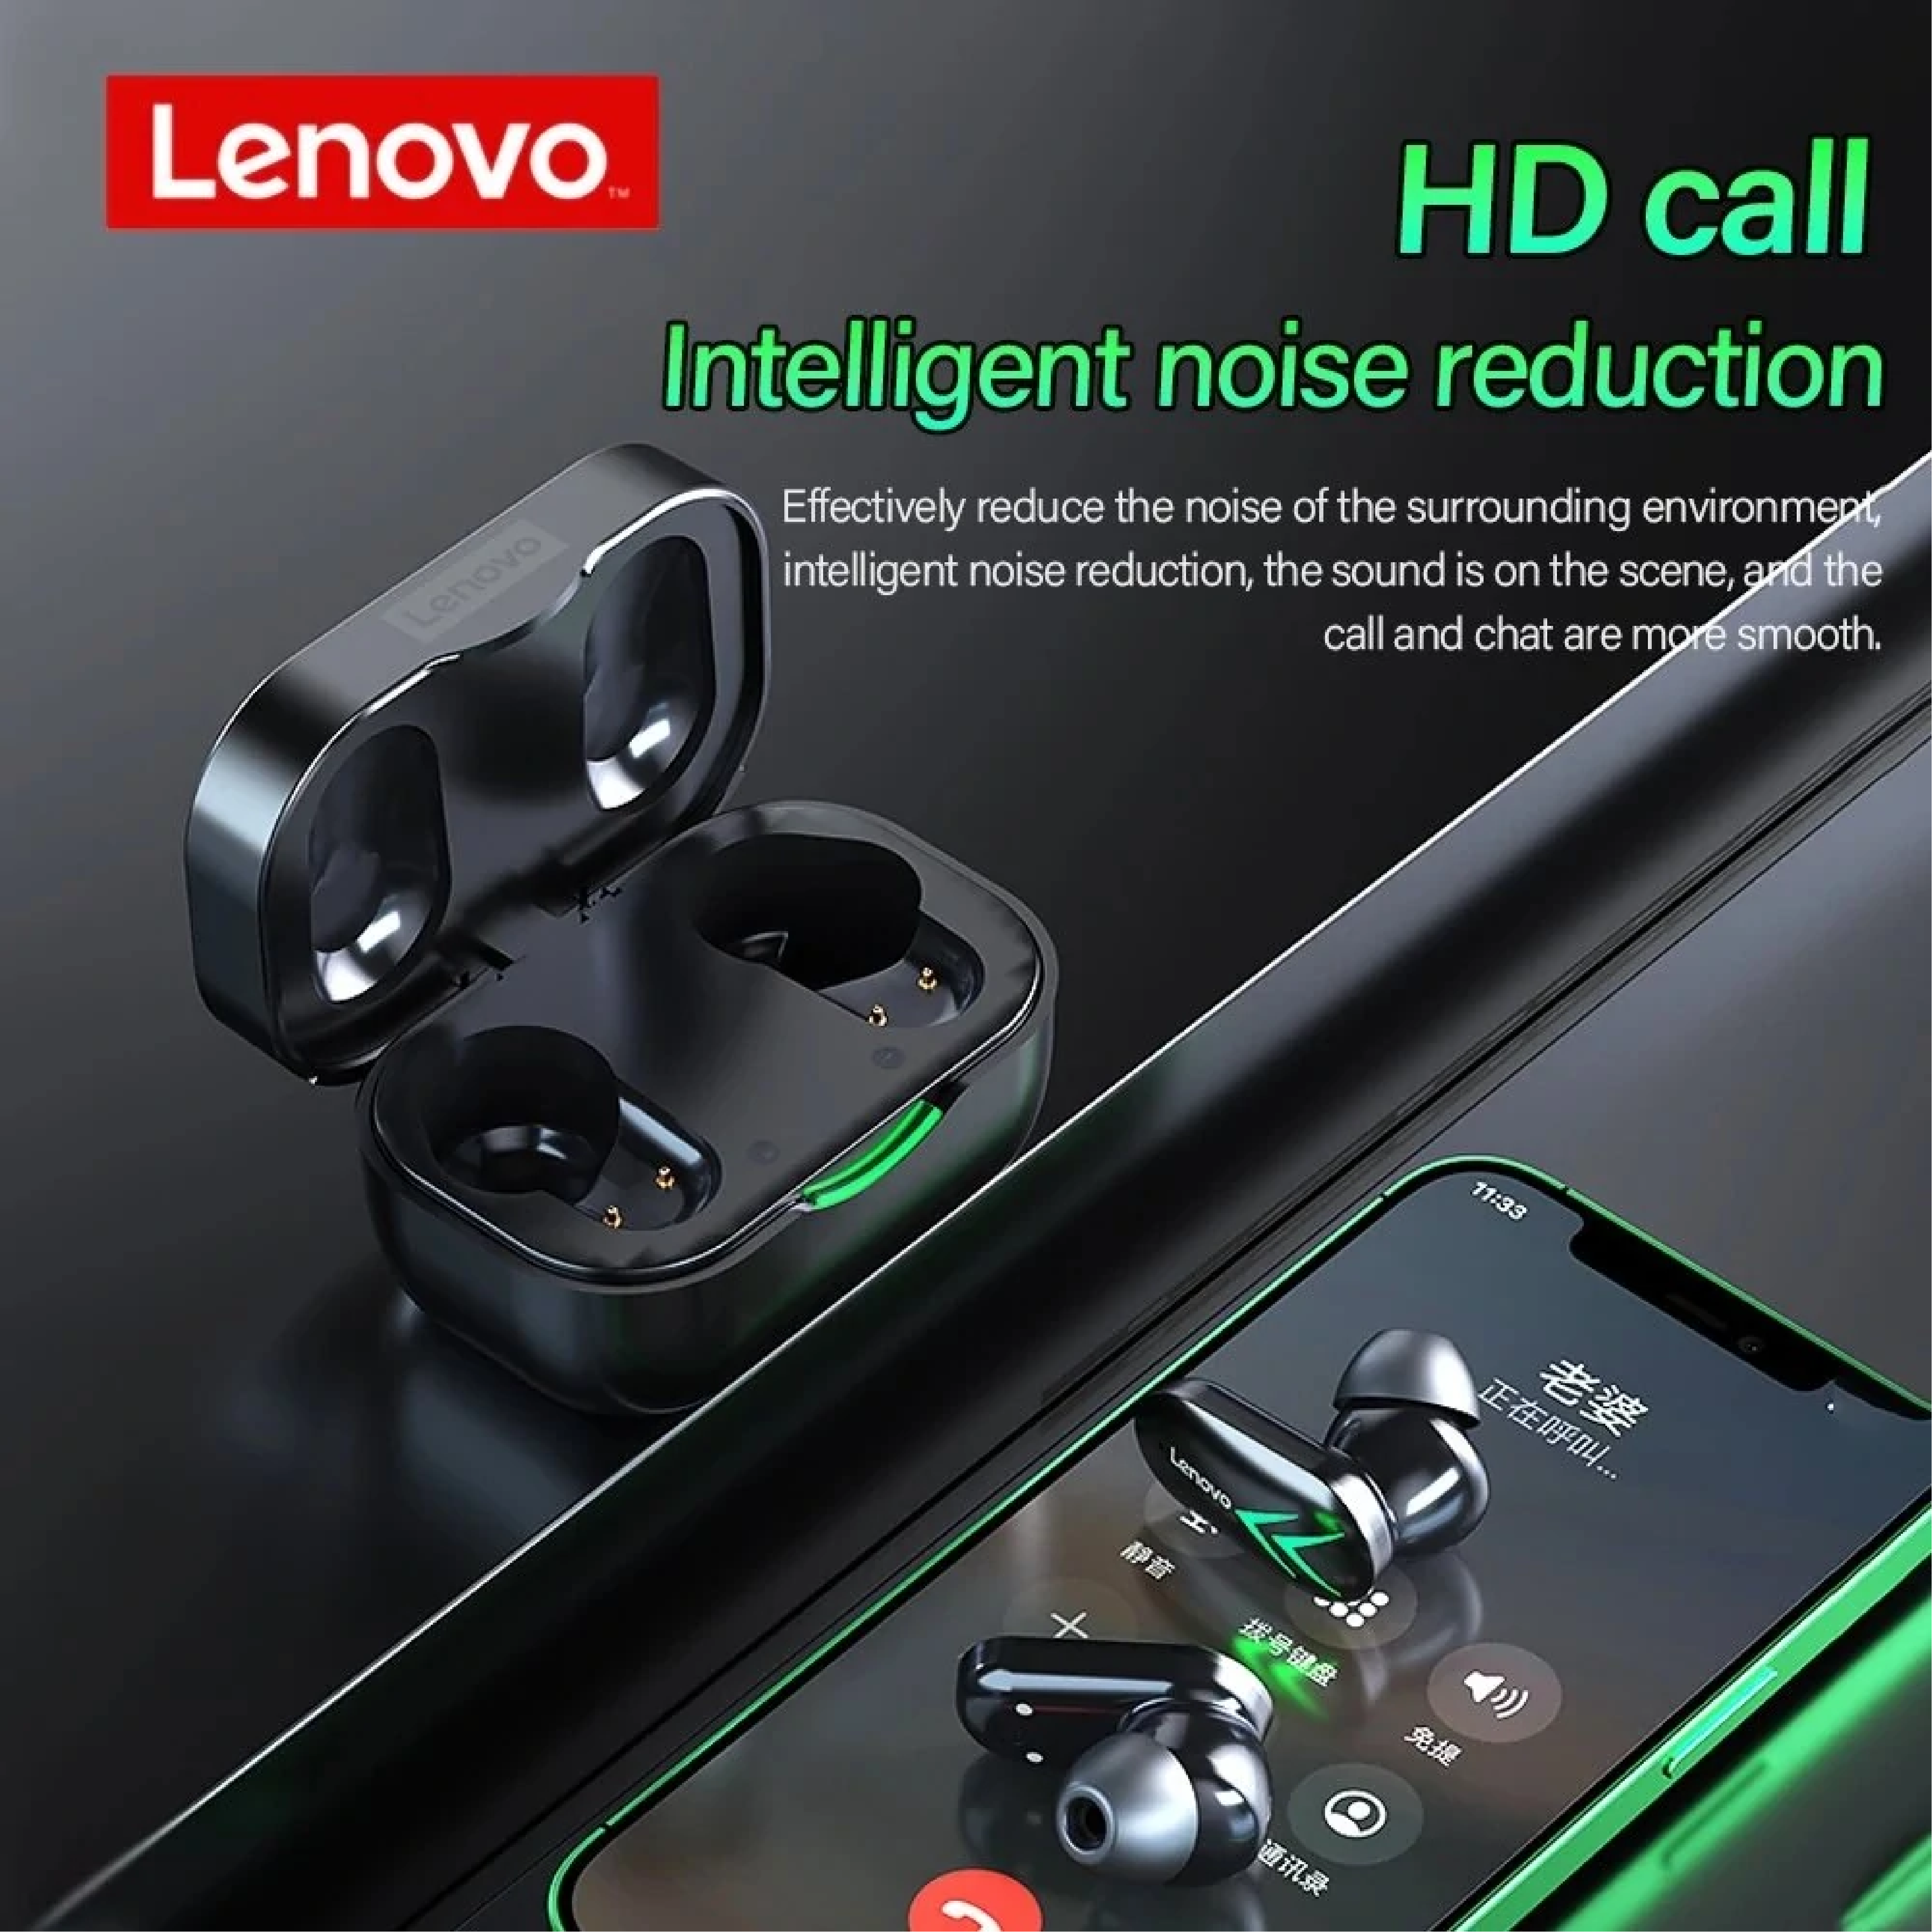 Lenovo
TM
HD call
Intelligent noise reduction
Effectively reduce the noise of the surrounding environment,
intelligent noise reduction, the sound is on the scene, and the
call and chat are more smooth.
Lenovo
11:33
老婆
正在呼叫...
Lenovo
静音
拨号键盘
免提
通讯录